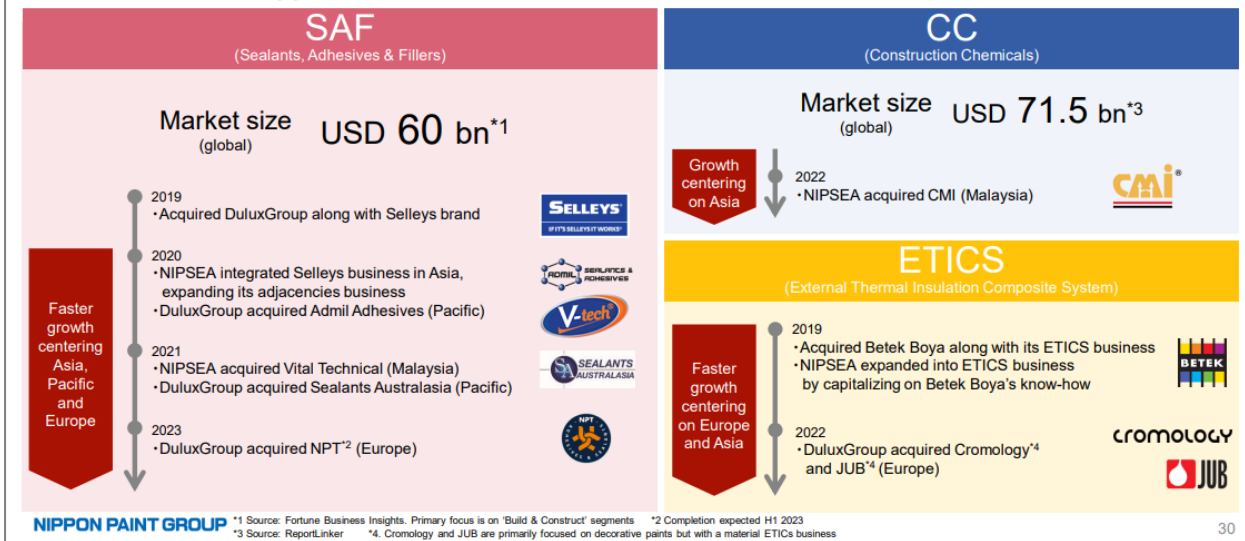 SAF
(Sealants, Adhesives & Fillers)
Market size
(global)
USD 60 bn*1
Faster
growth
centering
Asia,
Pacific
and
Europe
2019
・Acquired DuluxGroup along with Selleys brand
2020
・NIPSEA integrated Selleys business in Asia,
expanding its adjacencies business
・DuluxGroup acquired Admil Adhesives (Pacific)
2021
・NIPSEA acquired Vital Technical (Malaysia)
・DuluxGroup acquired Sealants Australasia (Pacific)
2023
・DuluxGroup acquired NPT*2 (Europe)
SELLEYS®
IF IT'S SELLEYS IT WORKS®
ADMIL SEALANTS &
ADHESIVES
V-tech®
SA SEALANTS
AUSTRALASIA
NPT
CC
(Construction Chemicals)
Market size
(global)
USD 71.5 bn*3
Growth
centering
on Asia
2022
・NIPSEA acquired CMI (Malaysia)
cmi®
ETICS
(External Thermal Insulation Composite System)
Faster
growth
centering
on Europe
and Asia
2019
・Acquired Betek Boya along with its ETICS business
・NIPSEA expanded into ETICS business
by capitalizing on Betek Boya's know-how
2022
・DuluxGroup acquired Cromology*4
and JUB*4 (Europe)
BETEK
CROMOLOGY
JUB
NIPPON PAINT GROUP
*1 Source: Fortune Business Insights. Primary focus is on 'Build & Construct' segments *2 Completion expected H1 2023
*3 Source: ReportLinker *4. Cromology and JUB are primarily focused on decorative paints but with a material ETICs business
30